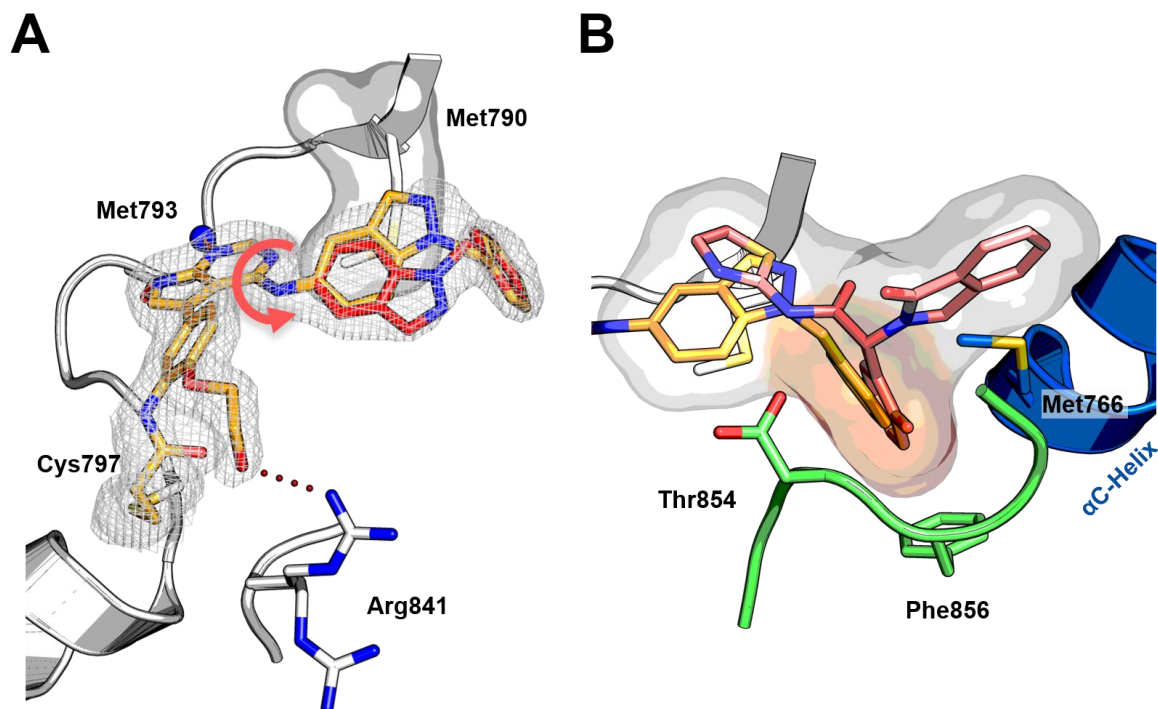 A
B
Met790
Met793
Cys797
Arg841
Met766
αC-Helix
Thr854
Phe856